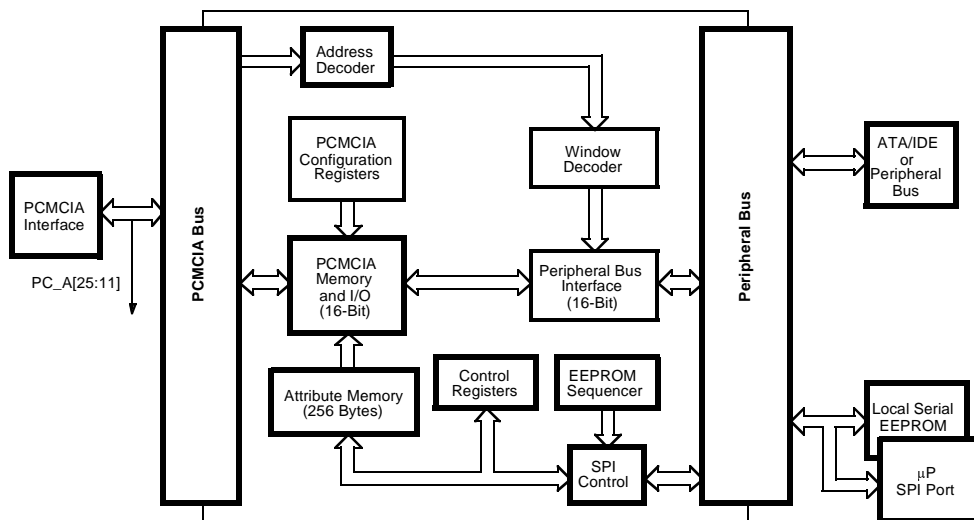 Address
Decoder
PCMCIA
Configuration
Registers
Window
Decoder
ATA/IDE
or
Peripheral
Bus
PCMCIA
Interface
PCMCIA Bus
PC_A[25:11]
PCMCIA
Memory
and I/O
(16-Bit)
Peripheral Bus
Interface
(16-Bit)
Peripheral Bus
Attribute Memory
(256 Bytes)
Control
Registers
EEPROM
Sequencer
SPI
Control
Local Serial
EEPROM
μP
SPI Port